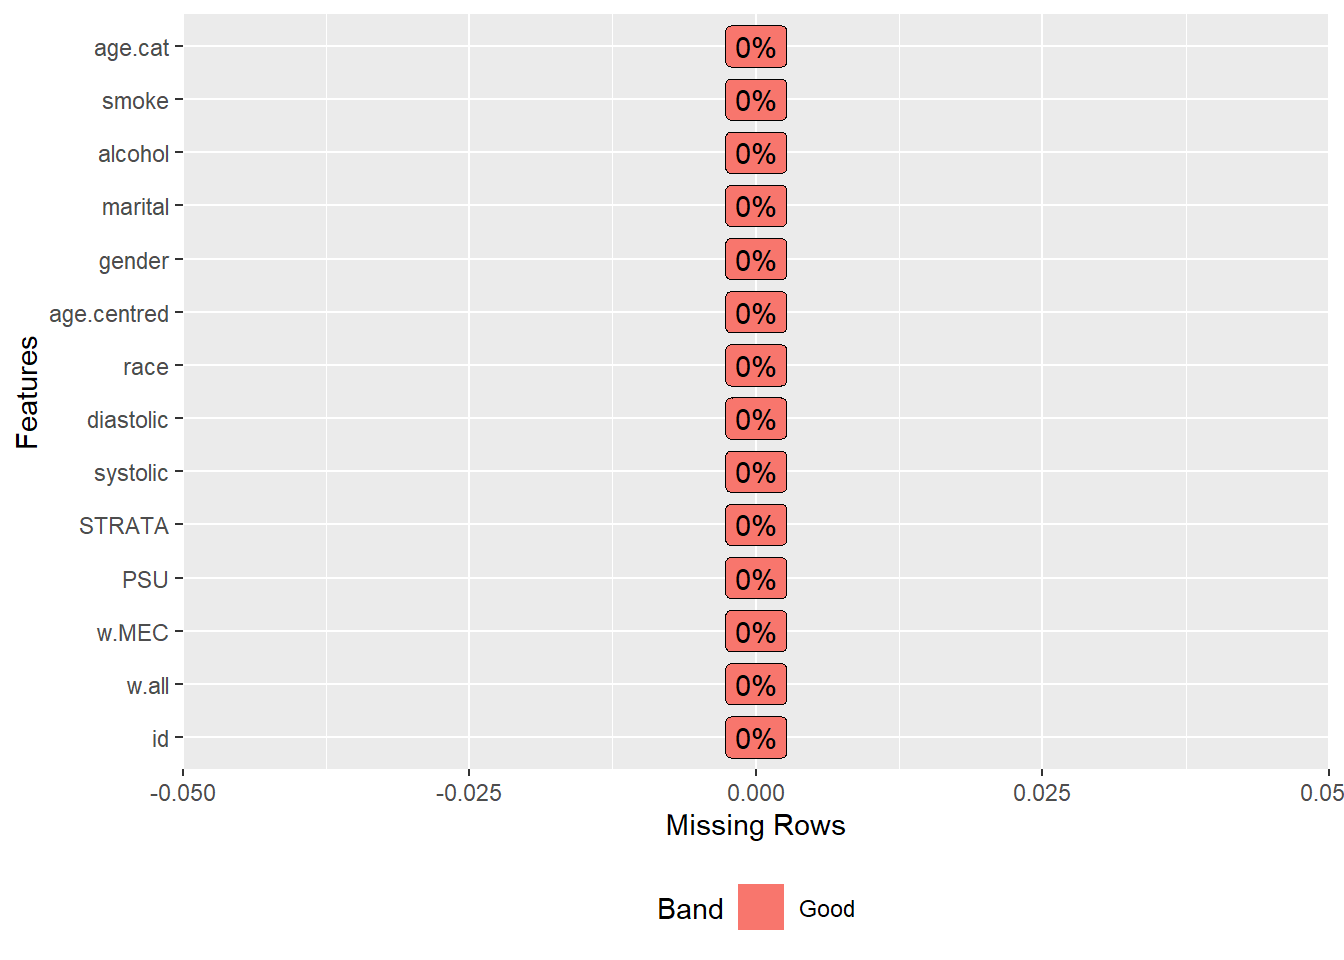 age.cat 0%
smoke 0%
alcohol 0%
marital 0%
gender 0%
age.centred 0%
race 0%
diastolic 0%
systolic 0%
STRATA 0%
PSU 0%
w.MEC 0%
w.all 0%
id 0%
Features
-0.050 -0.025 0.000 0.025 0.05
Missing Rows
Band Good